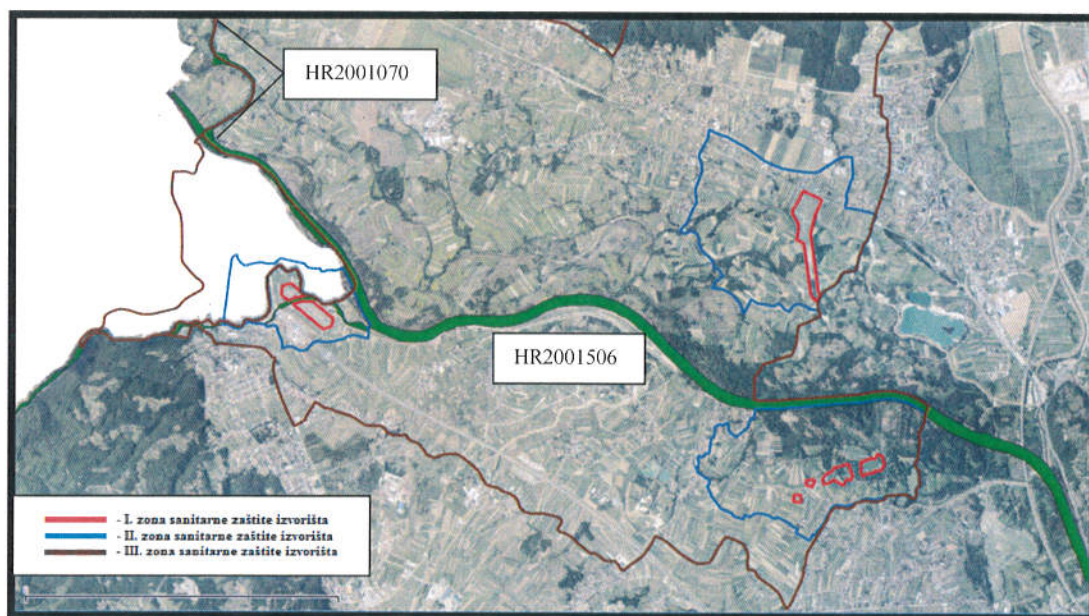 HR2001070
HR2001506
- I. zona sanitarne zaštite izvorišta
- II. zona sanitarne zaštite izvorišta
- III. zona sanitarne zaštite izvorišta